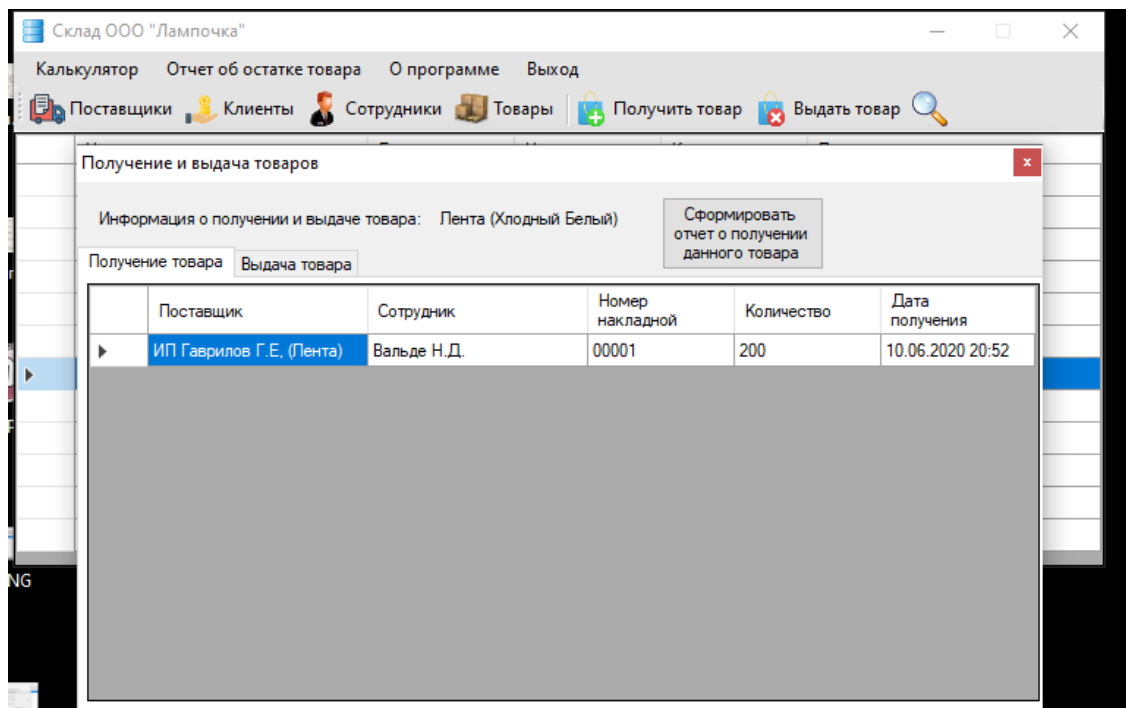 Склад ООО "Лампочка"
Калькулятор Отчет об остатке товара О программе Выход
Поставщики Клиенты Сотрудники Товары Получить товар Выдать товар
Получение и выдача товаров
Информация о получении и выдаче товара: Лента (Хлодный Белый)
Сформировать
отчет о получении
данного товара
Получение товара Выдача товара
Поставщик Сотрудник Номер накладной Количество Дата получения
ИП Гаврилов Г.Е, (Лента) Вальде Н.Д. 00001 200 10.06.2020 20:52
NG